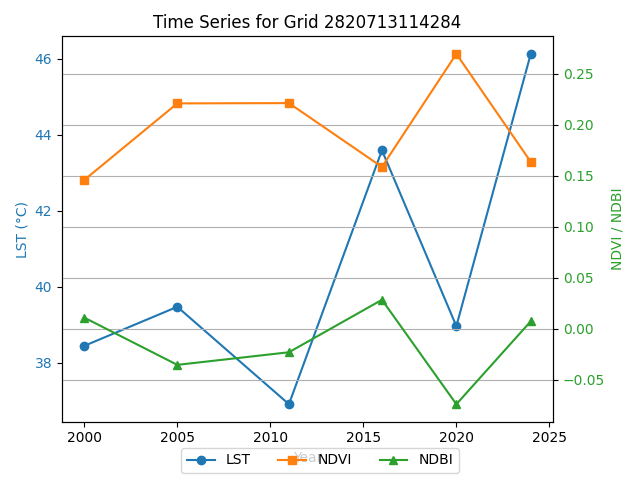 Time Series for Grid 2820713114284
46
44
42
40
38
LST (°C)
0.25
0.20
0.15
0.10
0.05
0.00
−0.05
NDVI / NDBI
2000 2005 2010 2015 2020 2025
Year
LST NDVI NDBI